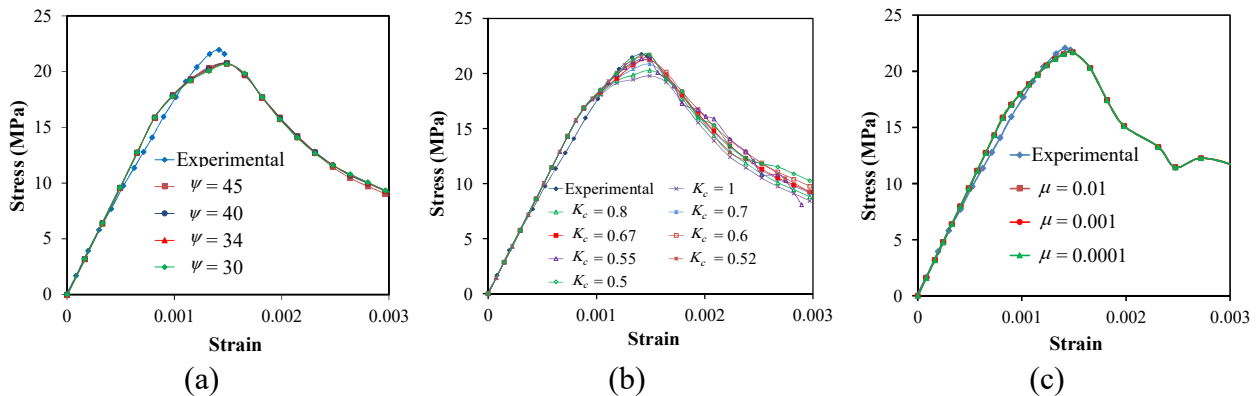 25
20
15
10
5
0
Stress (MPa)
Experimental
ψ = 45
ψ = 40
ψ = 34
ψ = 30
0 0.001 0.002 0.003
Strain
(a)
25
20
15
10
5
0
Stress (MPa)
Experimental K_c = 1
K_c = 0.8 K_c = 0.7
K_c = 0.67 K_c = 0.6
K_c = 0.55 K_c = 0.52
K_c = 0.5
0 0.001 0.002 0.003
Strain
(b)
25
20
15
10
5
0
Stress (MPa)
Experimental
μ = 0.01
μ = 0.001
μ = 0.0001
0 0.001 0.002 0.003
Strain
(c)